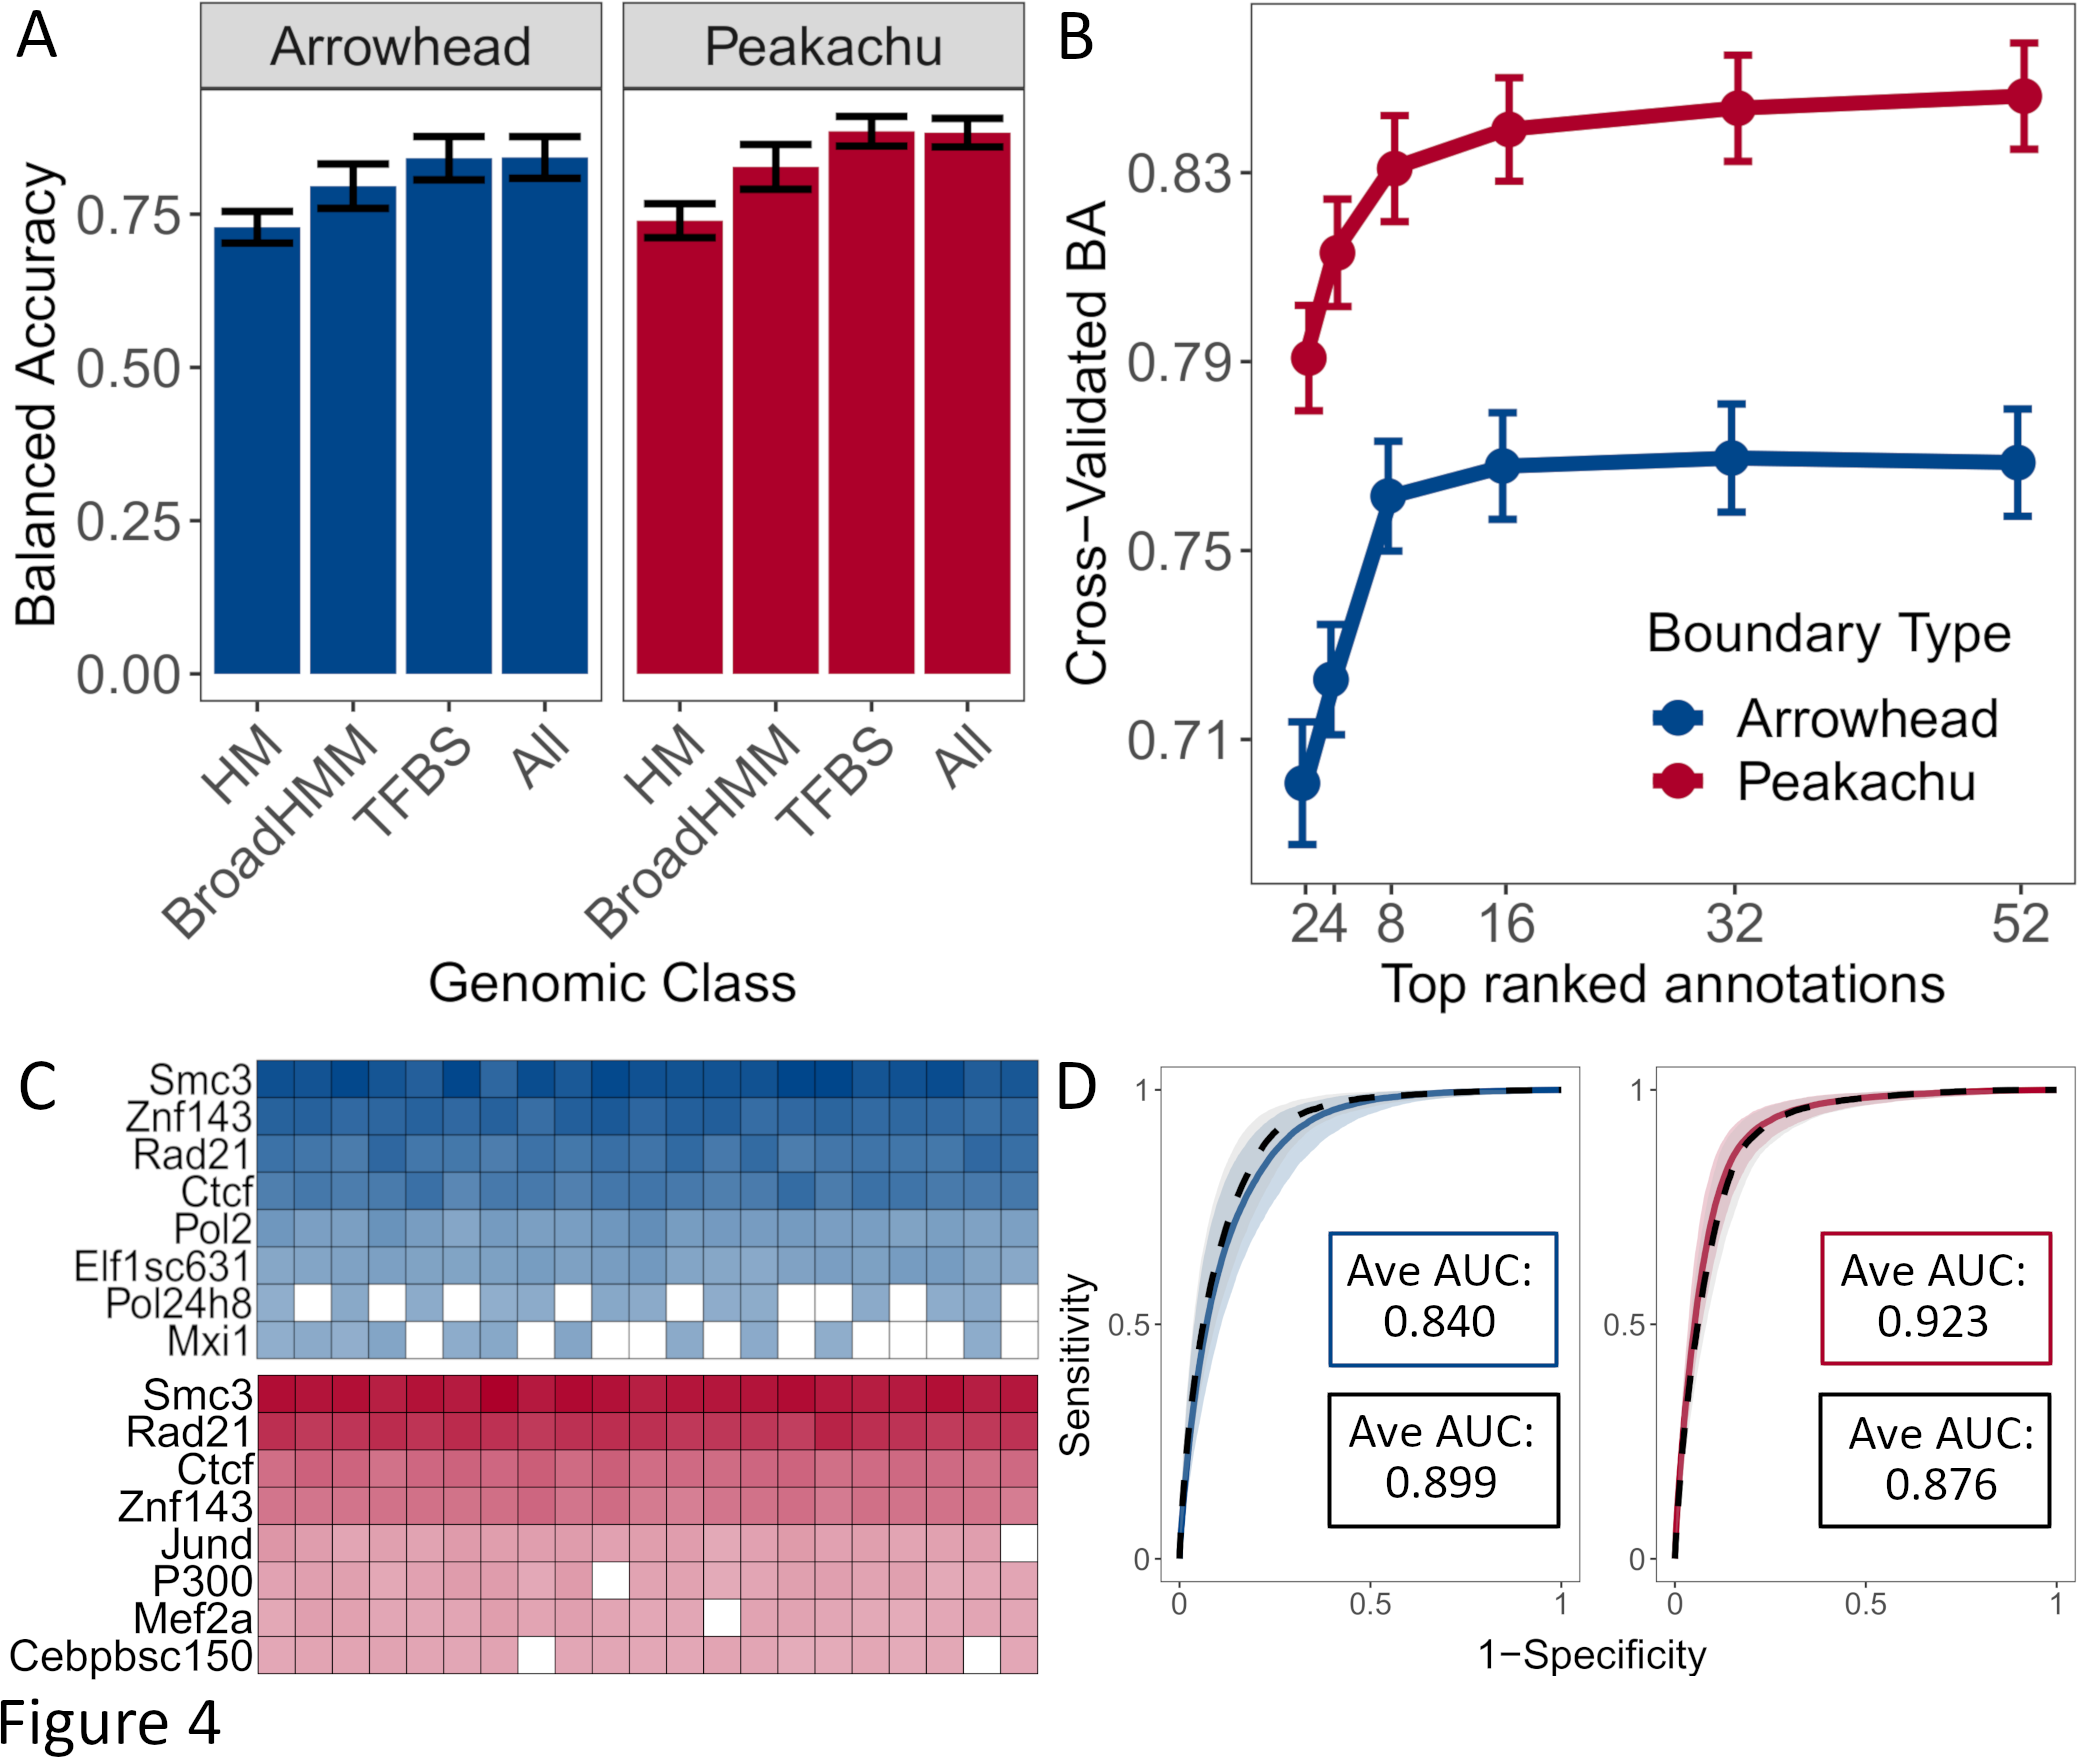 A
Arrowhead
Peakachu
Balanced Accuracy
0.75
0.50
0.25
0.00
HM
BroadHMM
TFBS
All
HM
BroadHMM
TFBS
All
Genomic Class
B
Cross-Validated BA
0.83
0.79
0.75
0.71
Boundary Type
Arrowhead
Peakachu
2 4 8 16 32 52
Top ranked annotations
C
Smc3
Znf143
Rad21
Ctcf
Pol2
Elf1sc631
Pol24h8
Mxi1
Smc3
Rad21
Ctcf
Znf143
Jund
P300
Mef2a
Cebpbsc150
D
Sensitivity
1
0.5
0
Ave AUC:
0.840
Ave AUC:
0.899
0 0.5 1
1
0.5
0
Ave AUC:
0.923
Ave AUC:
0.876
0 0.5 1
1−Specificity
Figure 4